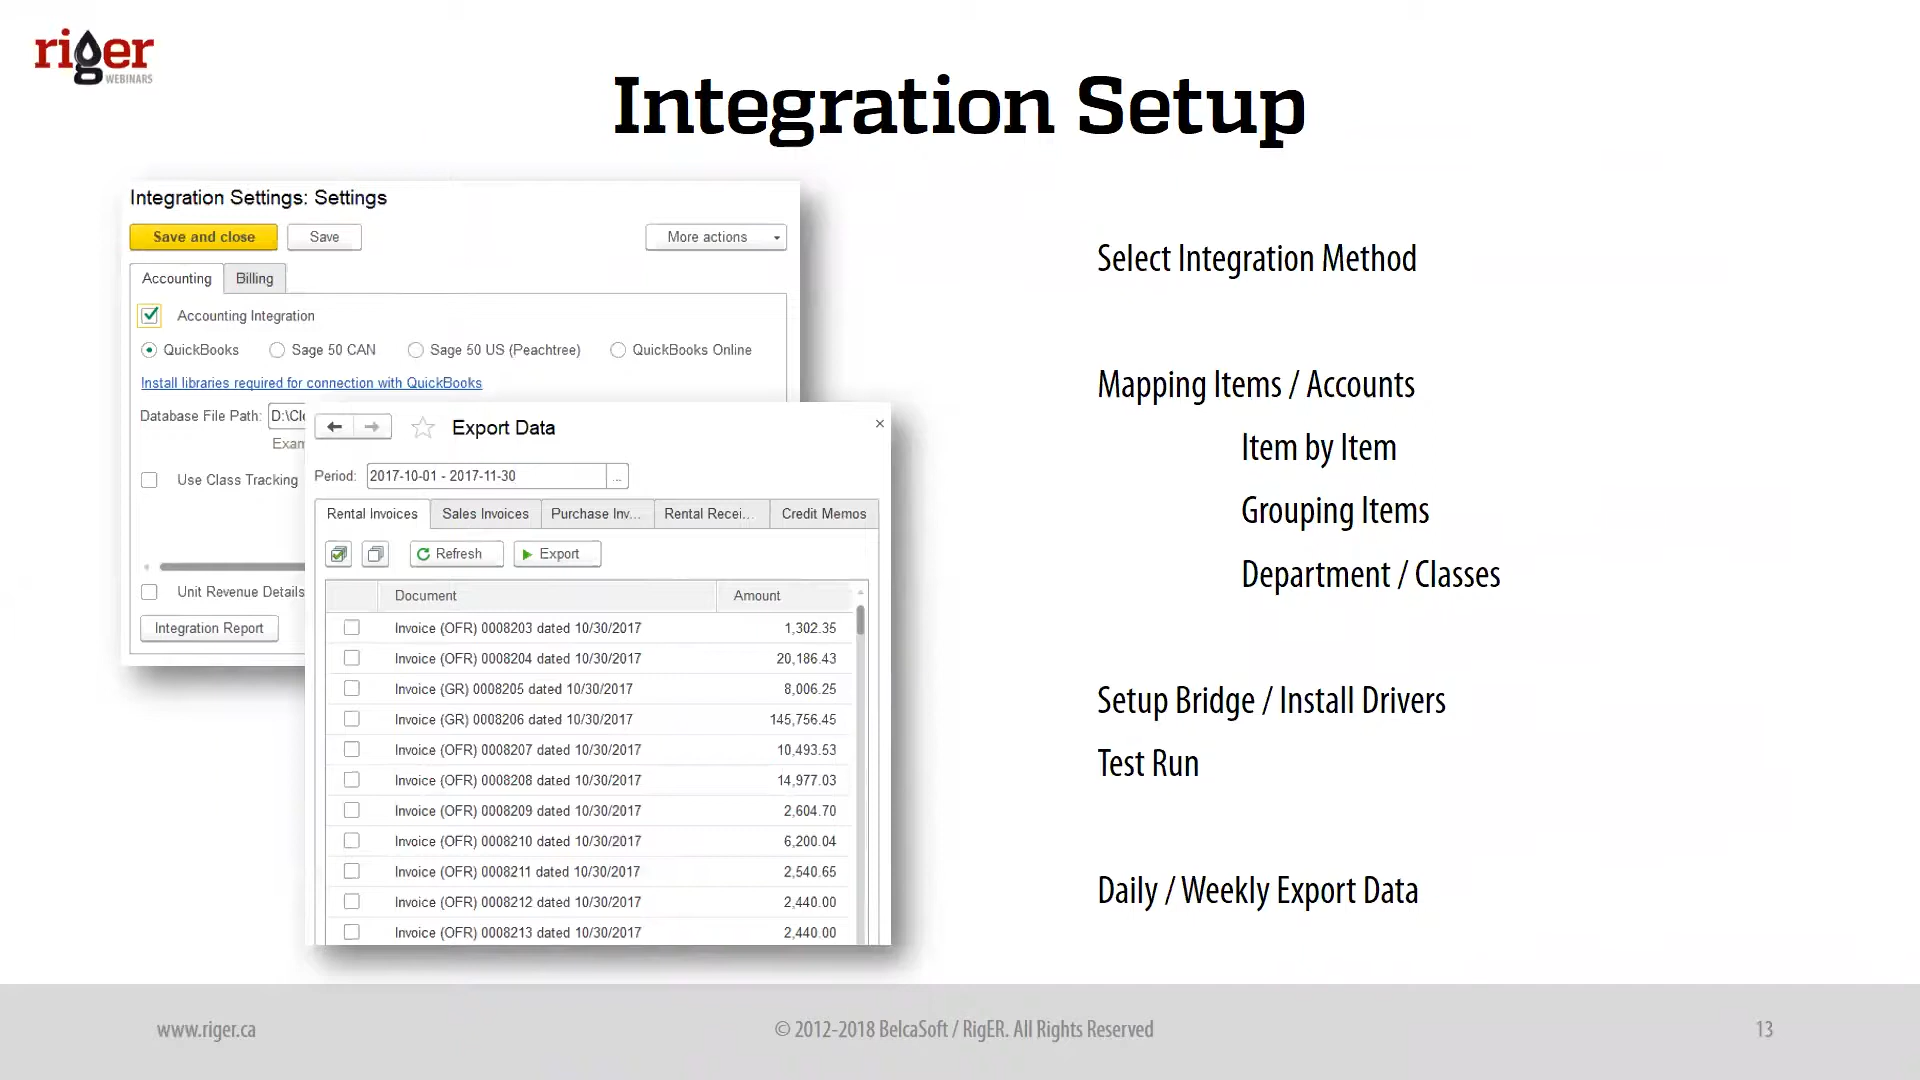 riger
WEBINARS
Integration Setup
Integration Settings: Settings
Save and close
Save
More actions
Accounting
Billing
Accounting Integration
QuickBooks
Sage 50 CAN
Sage 50 US (Peachtree)
QuickBooks Online
Install libraries required for connection with QuickBooks
Database File Path:
D:\Clo
Exam
Use Class Tracking
Unit Revenue Details
Integration Report
Export Data
Period:
2017-10-01 - 2017-11-30
...
Rental Invoices
Sales Invoices
Purchase Inv...
Rental Recei...
Credit Memos
Refresh
Export
Document Amount
Invoice (OFR) 0008203 dated 10/30/2017 1,302.35
Invoice (OFR) 0008204 dated 10/30/2017 20,186.43
Invoice (GR) 0008205 dated 10/30/2017 8,006.25
Invoice (GR) 0008206 dated 10/30/2017 145,756.45
Invoice (OFR) 0008207 dated 10/30/2017 10,493.53
Invoice (OFR) 0008208 dated 10/30/2017 14,977.03
Invoice (OFR) 0008209 dated 10/30/2017 2,604.70
Invoice (OFR) 0008210 dated 10/30/2017 6,200.04
Invoice (OFR) 0008211 dated 10/30/2017 2,540.65
Invoice (OFR) 0008212 dated 10/30/2017 2,440.00
Invoice (OFR) 0008213 dated 10/30/2017 2,440.00
Select Integration Method
Mapping Items / Accounts
Item by Item
Grouping Items
Department / Classes
Setup Bridge / Install Drivers
Test Run
Daily / Weekly Export Data
www.riger.ca
© 2012-2018 BelcaSoft / RigER. All Rights Reserved
13